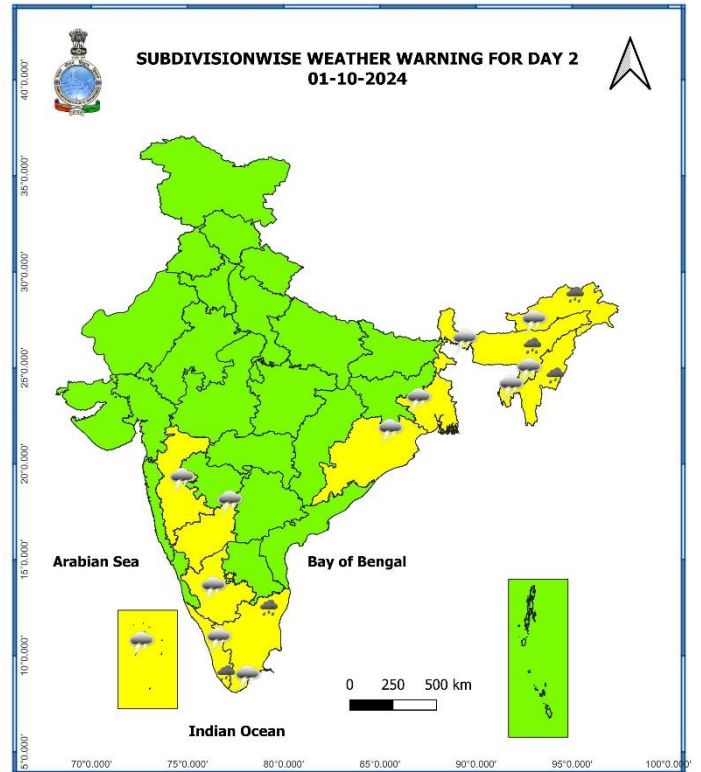 SUBDIVISIONWISE WEATHER WARNING FOR DAY 2
01-10-2024
40°0.000'
35°0.000'
30°0.000'
25°0.000'
20°0.000'
15°0.000'
10°0.000'
5°0.000'
Arabian Sea
Bay of Bengal
0 250 500 km
Indian Ocean
70°0.000' 75°0.000' 80°0.000' 85°0.000' 90°0.000' 95°0.000' 100°0.000'